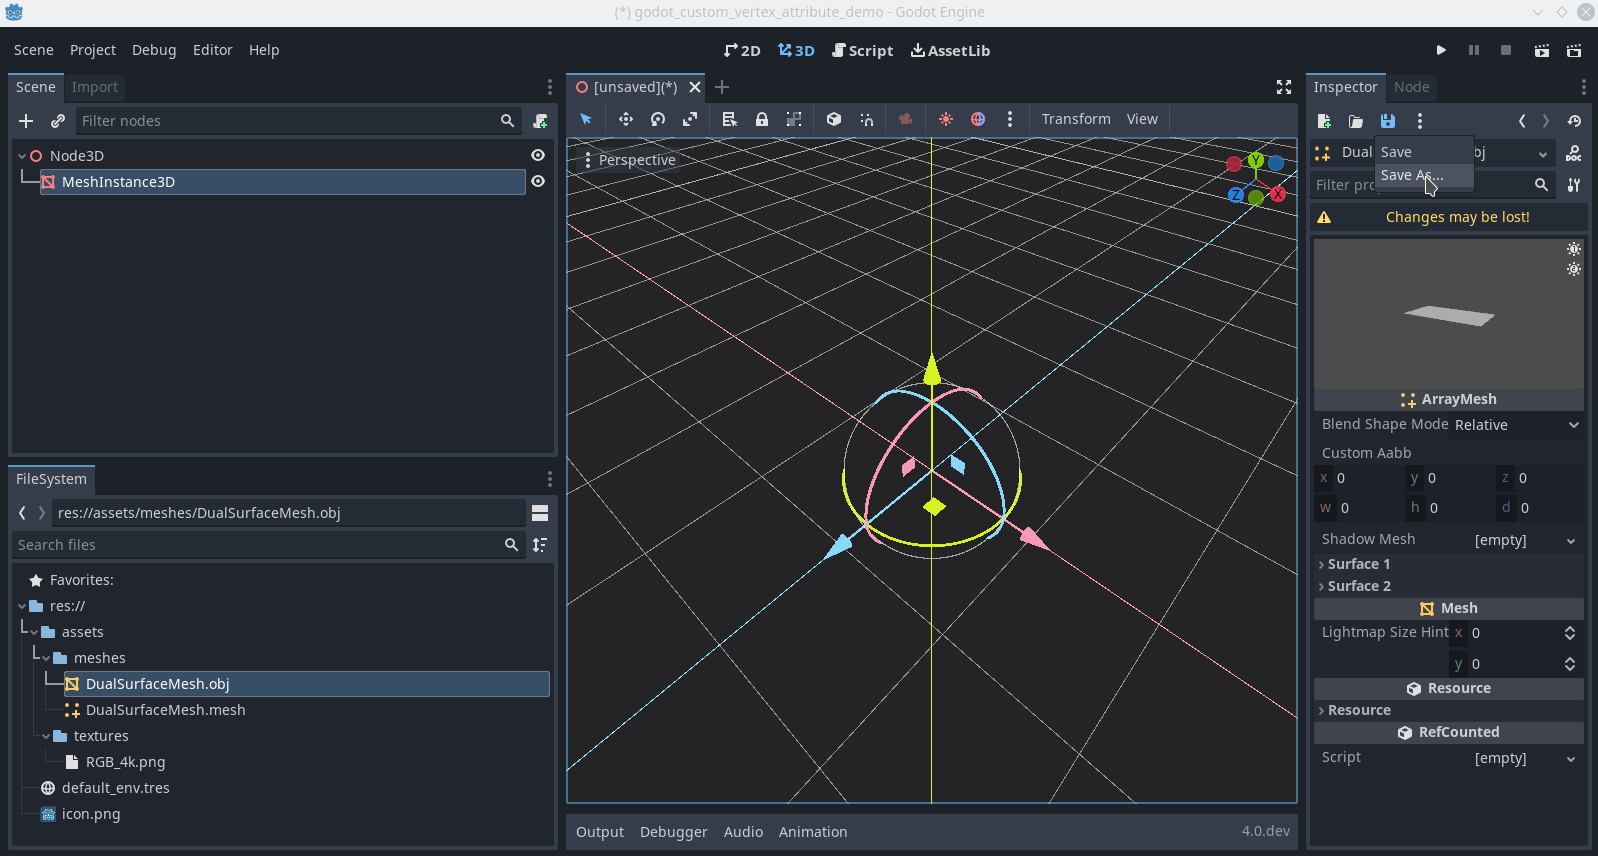 (*) godot_custom_vertex_attribute_demo - Godot Engine
Scene Project Debug Editor Help
2D 3D Script AssetLib
Scene Import
Filter nodes
Node3D
MeshInstance3D
FileSystem
res://assets/meshes/DualSurfaceMesh.obj
Search files
Favorites:
res://
assets
meshes
DualSurfaceMesh.obj
DualSurfaceMesh.mesh
textures
RGB_4k.png
default_env.tres
icon.png
[unsaved](*)
Transform View
Perspective
Y
Z X
Output Debugger Audio Animation 4.0.dev
Inspector Node
Save
Save As...
Changes may be lost!
ArrayMesh
Blend Shape Mode Relative
Custom Aabb
x 0 y 0 z 0
w 0 h 0 d 0
Shadow Mesh [empty]
Surface 1
Surface 2
Mesh
Lightmap Size Hint x 0
y 0
Resource
Resource
RefCounted
Script [empty]